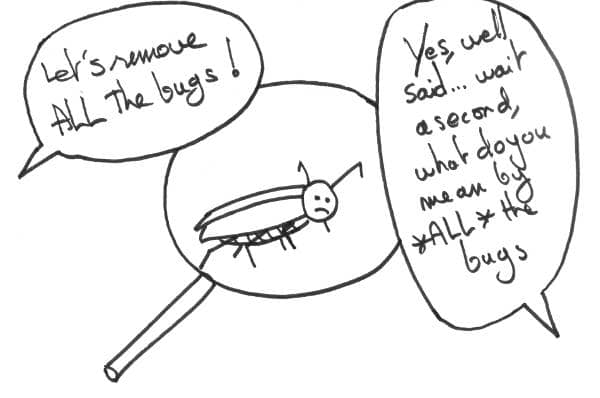 Let's remove
ALL the bugs!
Yes, well
said... wait
a second,
what do you
mean by
*ALL* the
bugs